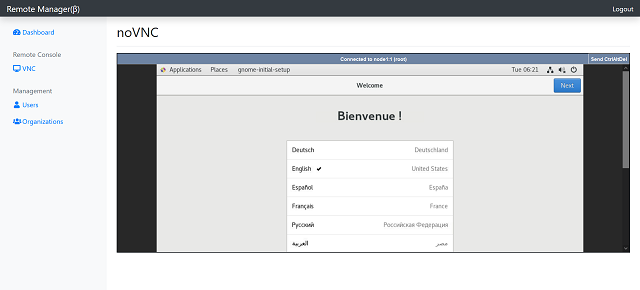 Remote Manager(β) Logout
Dashboard
Remote Console
VNC
Management
Users
Organizations
noVNC
Connected to node1:1 (root) Send CtrlAltDel
Applications Places gnome-initial-setup Tue 06:21
Welcome Next
Bienvenue !
Deutsch Deutschland
English ✔ United States
Español España
Français France
Русский Российская Федерация
العربية مصر